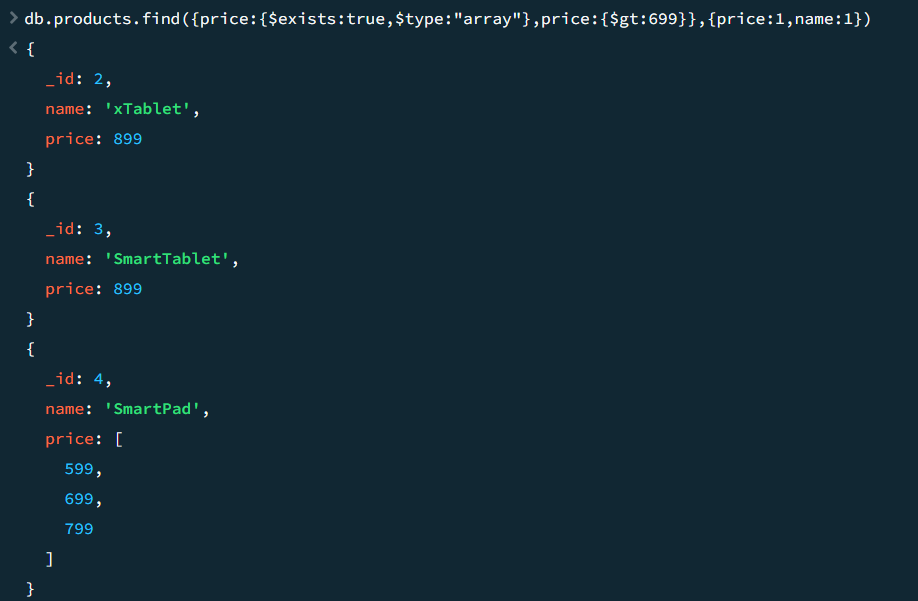 > db.products.find({price:{$exists:true,$type:"array"},price:{$gt:699}},{price:1,name:1})
< {
_id: 2,
name: 'xTablet',
price: 899
}
{
_id: 3,
name: 'SmartTablet',
price: 899
}
{
_id: 4,
name: 'SmartPad',
price: [
599,
699,
799
]
}